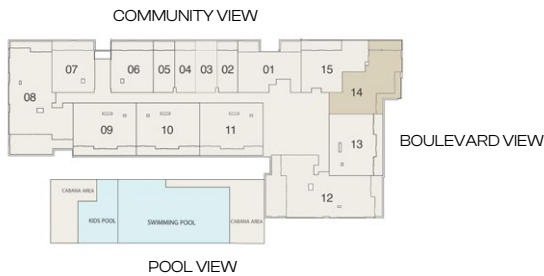 COMMUNITY VIEW
07
06
05
04
03
02
01
15
08
14
09
10
11
13
BOULEVARD VIEW
12
CABANA AREA
KIDS POOL
SWIMMING POOL
CABANA AREA
POOL VIEW